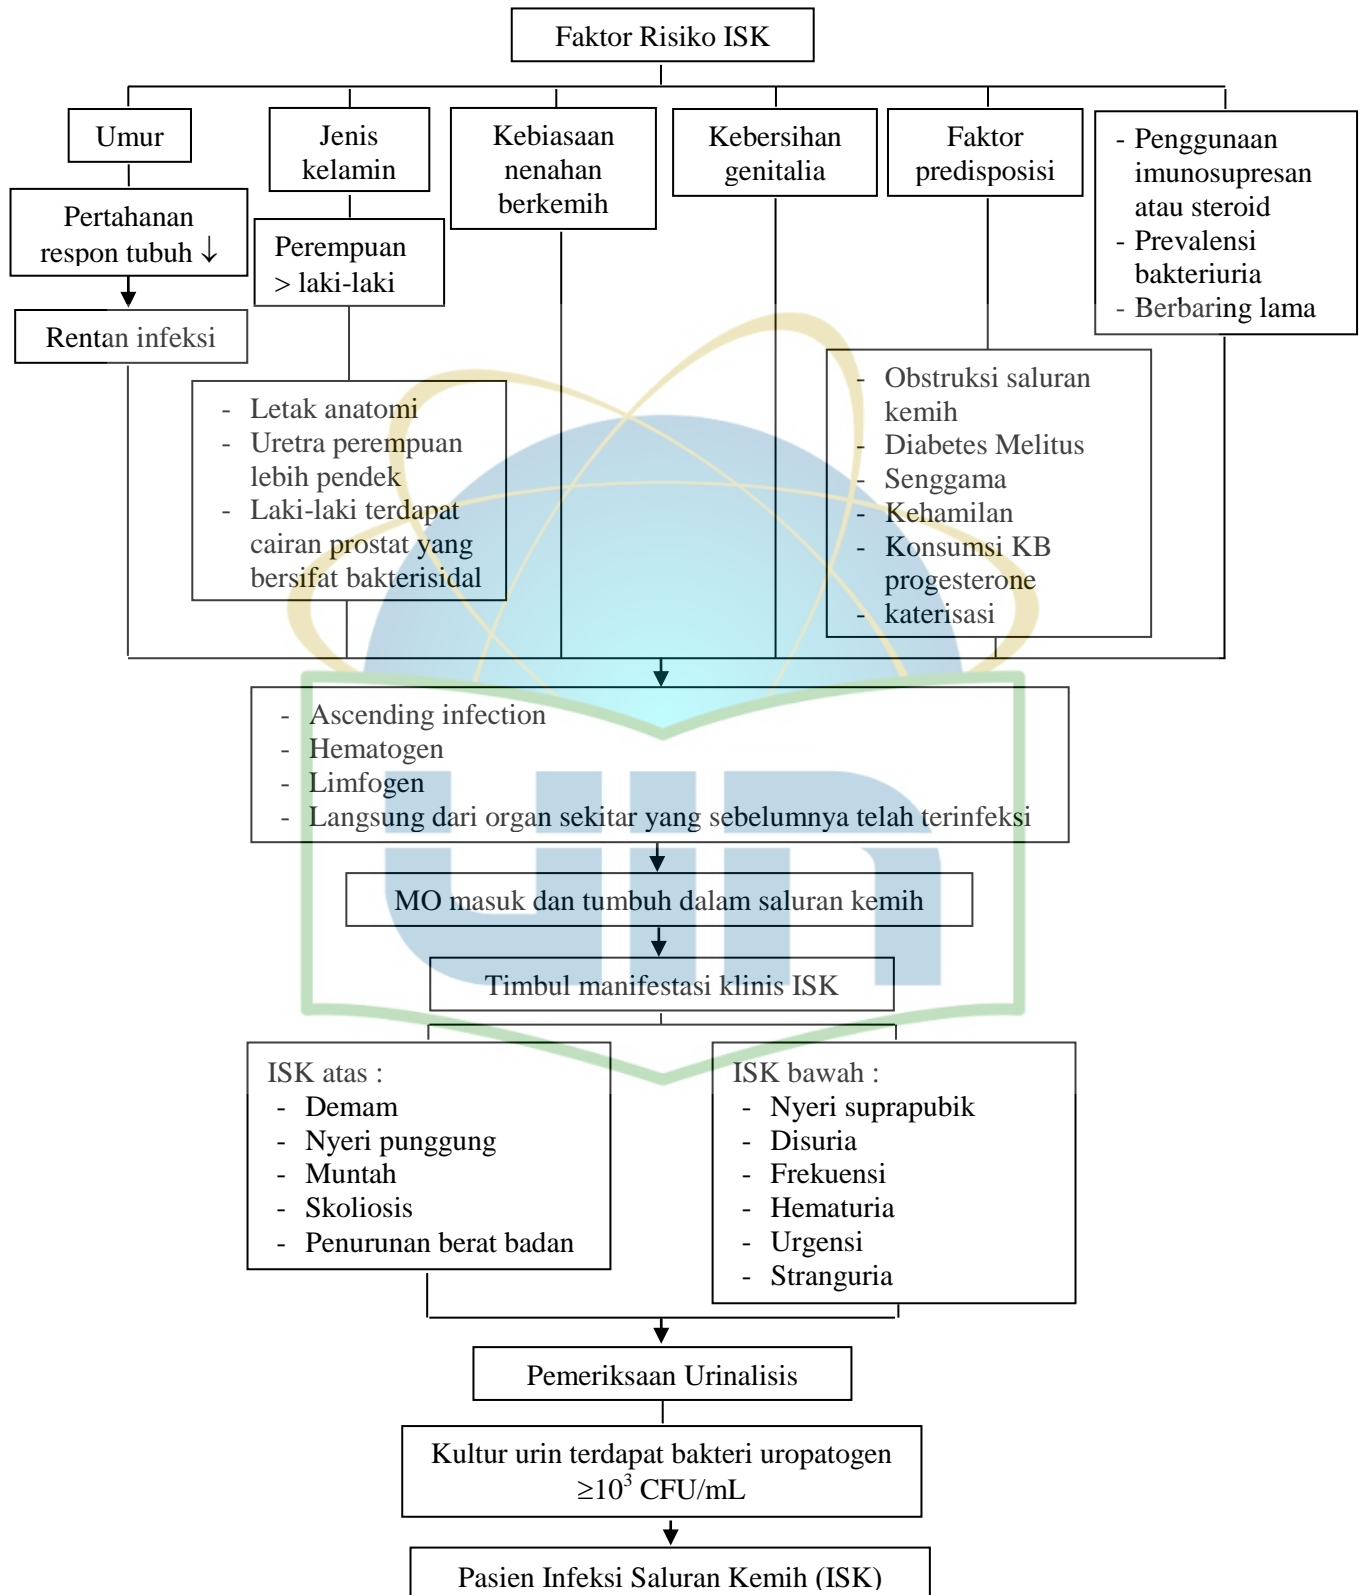 Faktor Risiko ISK
Umur
Jenis
kelamin
Kebiasaan
nenahan
berkemih
Kebersihan
genitalia
Faktor
predisposisi
- Penggunaan
imunosupresan
atau steroid
- Prevalensi
bakteriuria
- Berbaring lama
Pertahanan
respon tubuh ↓
Perempuan
> laki-laki
Rentan infeksi
- Letak anatomi
- Uretra perempuan
lebih pendek
- Laki-laki terdapat
cairan prostat yang
bersifat bakterisidal
- Obstruksi saluran
kemih
- Diabetes Melitus
- Senggama
- Kehamilan
- Konsumsi KB
progesterone
- katerisasi
- Ascending infection
- Hematogen
- Limfogen
- Langsung dari organ sekitar yang sebelumnya telah terinfeksi
uin
MO masuk dan tumbuh dalam saluran kemih
Timbul manifestasi klinis ISK
ISK atas :
- Demam
- Nyeri punggung
- Muntah
- Skoliosis
- Penurunan berat badan
ISK bawah :
- Nyeri suprapubik
- Disuria
- Frekuensi
- Hematuria
- Urgensi
- Stranguria
Pemeriksaan Urinalisis
Kultur urin terdapat bakteri uropatogen
≥10³ CFU/mL
Pasien Infeksi Saluran Kemih (ISK)